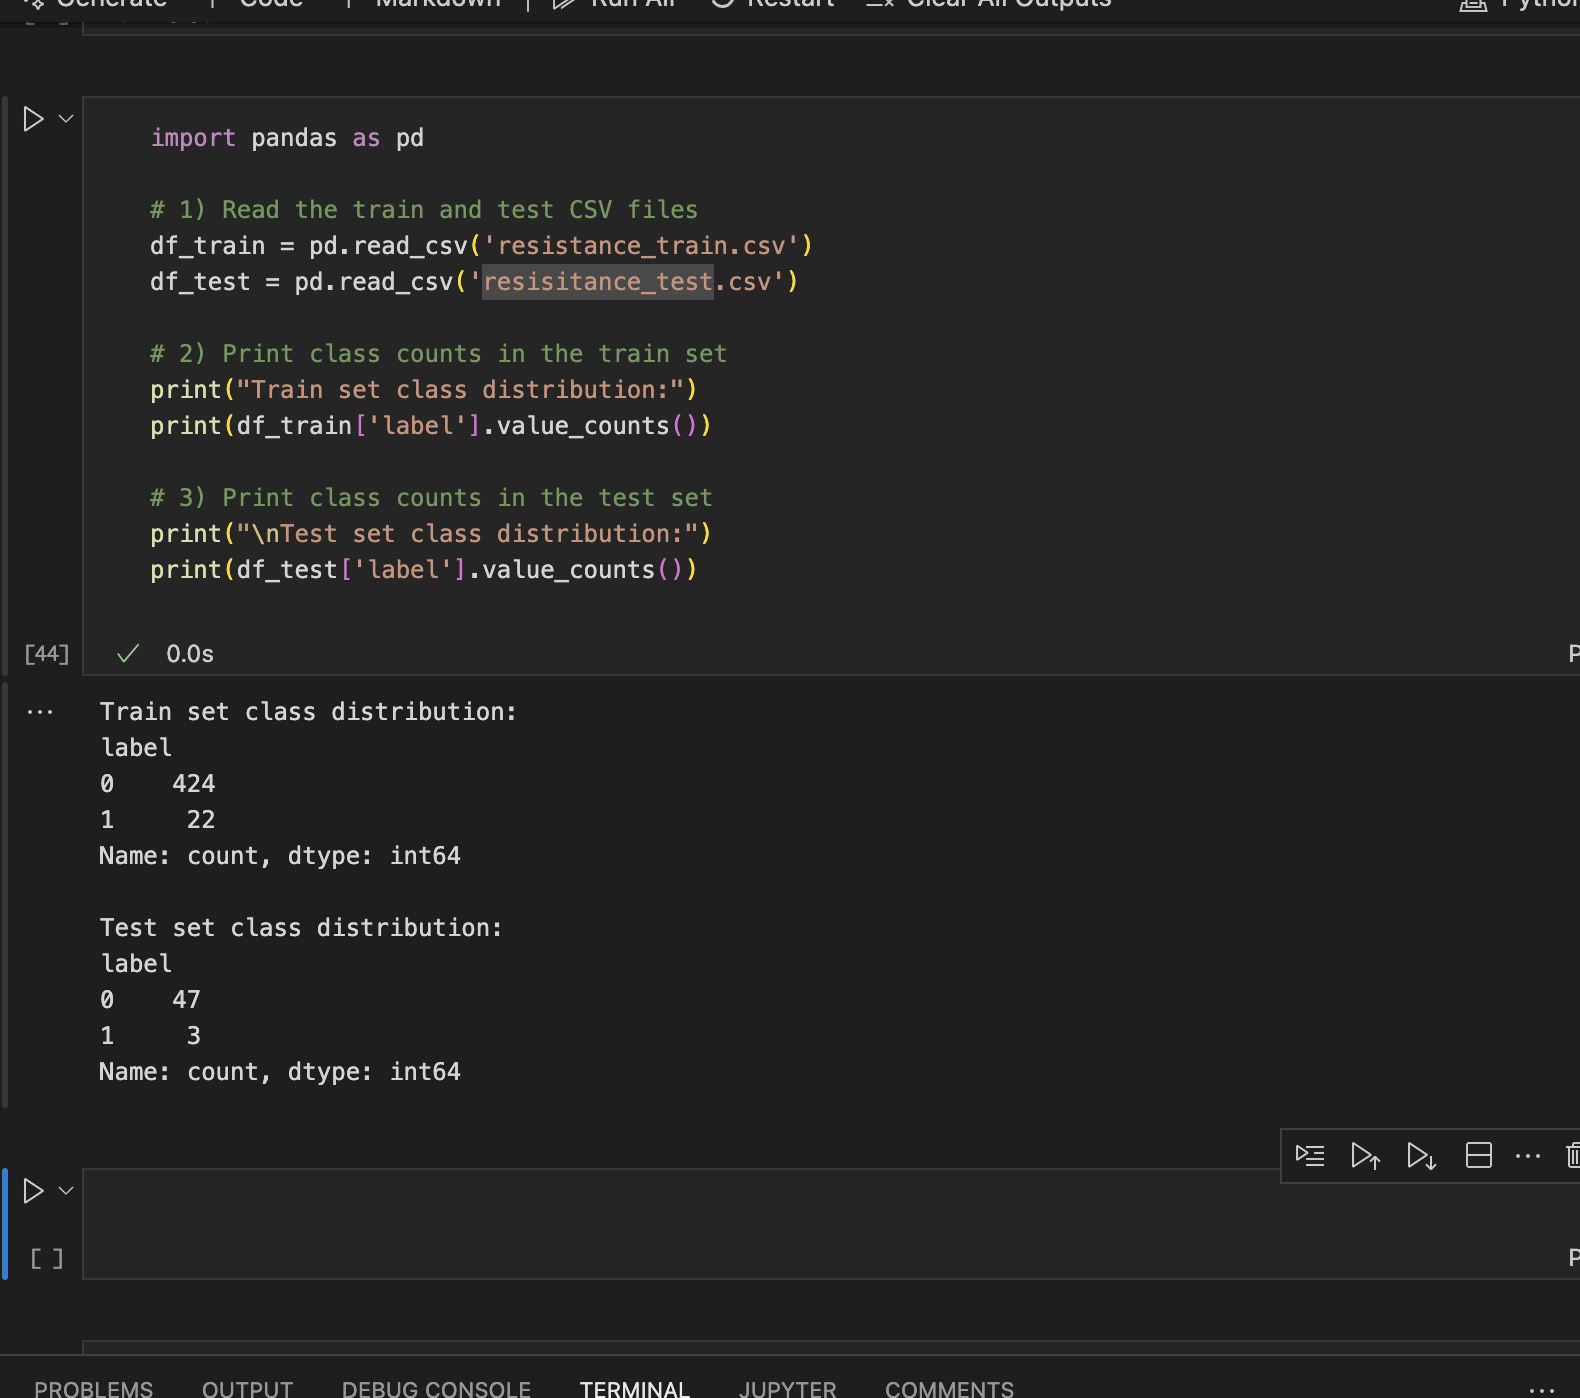 Generate
Code
Markdown
Run All
Restart
Clear All Outputs
import pandas as pd
# 1) Read the train and test CSV files
df_train = pd.read_csv('resistance_train.csv')
df_test = pd.read_csv('resisitance_test.csv')
# 2) Print class counts in the train set
print("Train set class distribution:")
print(df_train['label'].value_counts())
# 3) Print class counts in the test set
print("\nTest set class distribution:")
print(df_test['label'].value_counts())
[44]
0.0s
Train set class distribution:
label
0    424
1     22
Name: count, dtype: int64
Test set class distribution:
label
0    47
1     3
Name: count, dtype: int64
[ ]
PROBLEMS
OUTPUT
DEBUG CONSOLE
TERMINAL
JUPYTER
COMMENTS